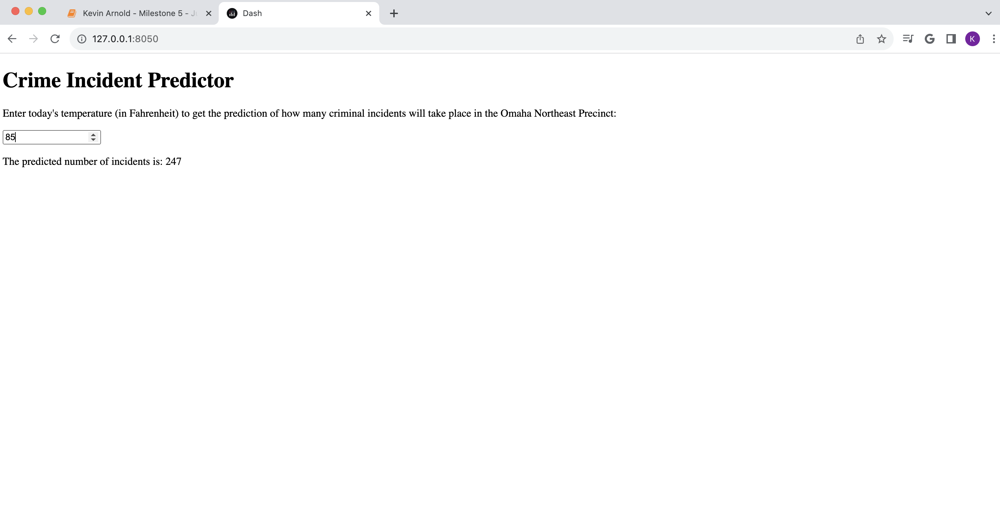 Kevin Arnold - Milestone 5 - Ju
Dash
127.0.0.1:8050
K
Crime Incident Predictor
Enter today's temperature (in Fahrenheit) to get the prediction of how many criminal incidents will take place in the Omaha Northeast Precinct:
85
The predicted number of incidents is: 247